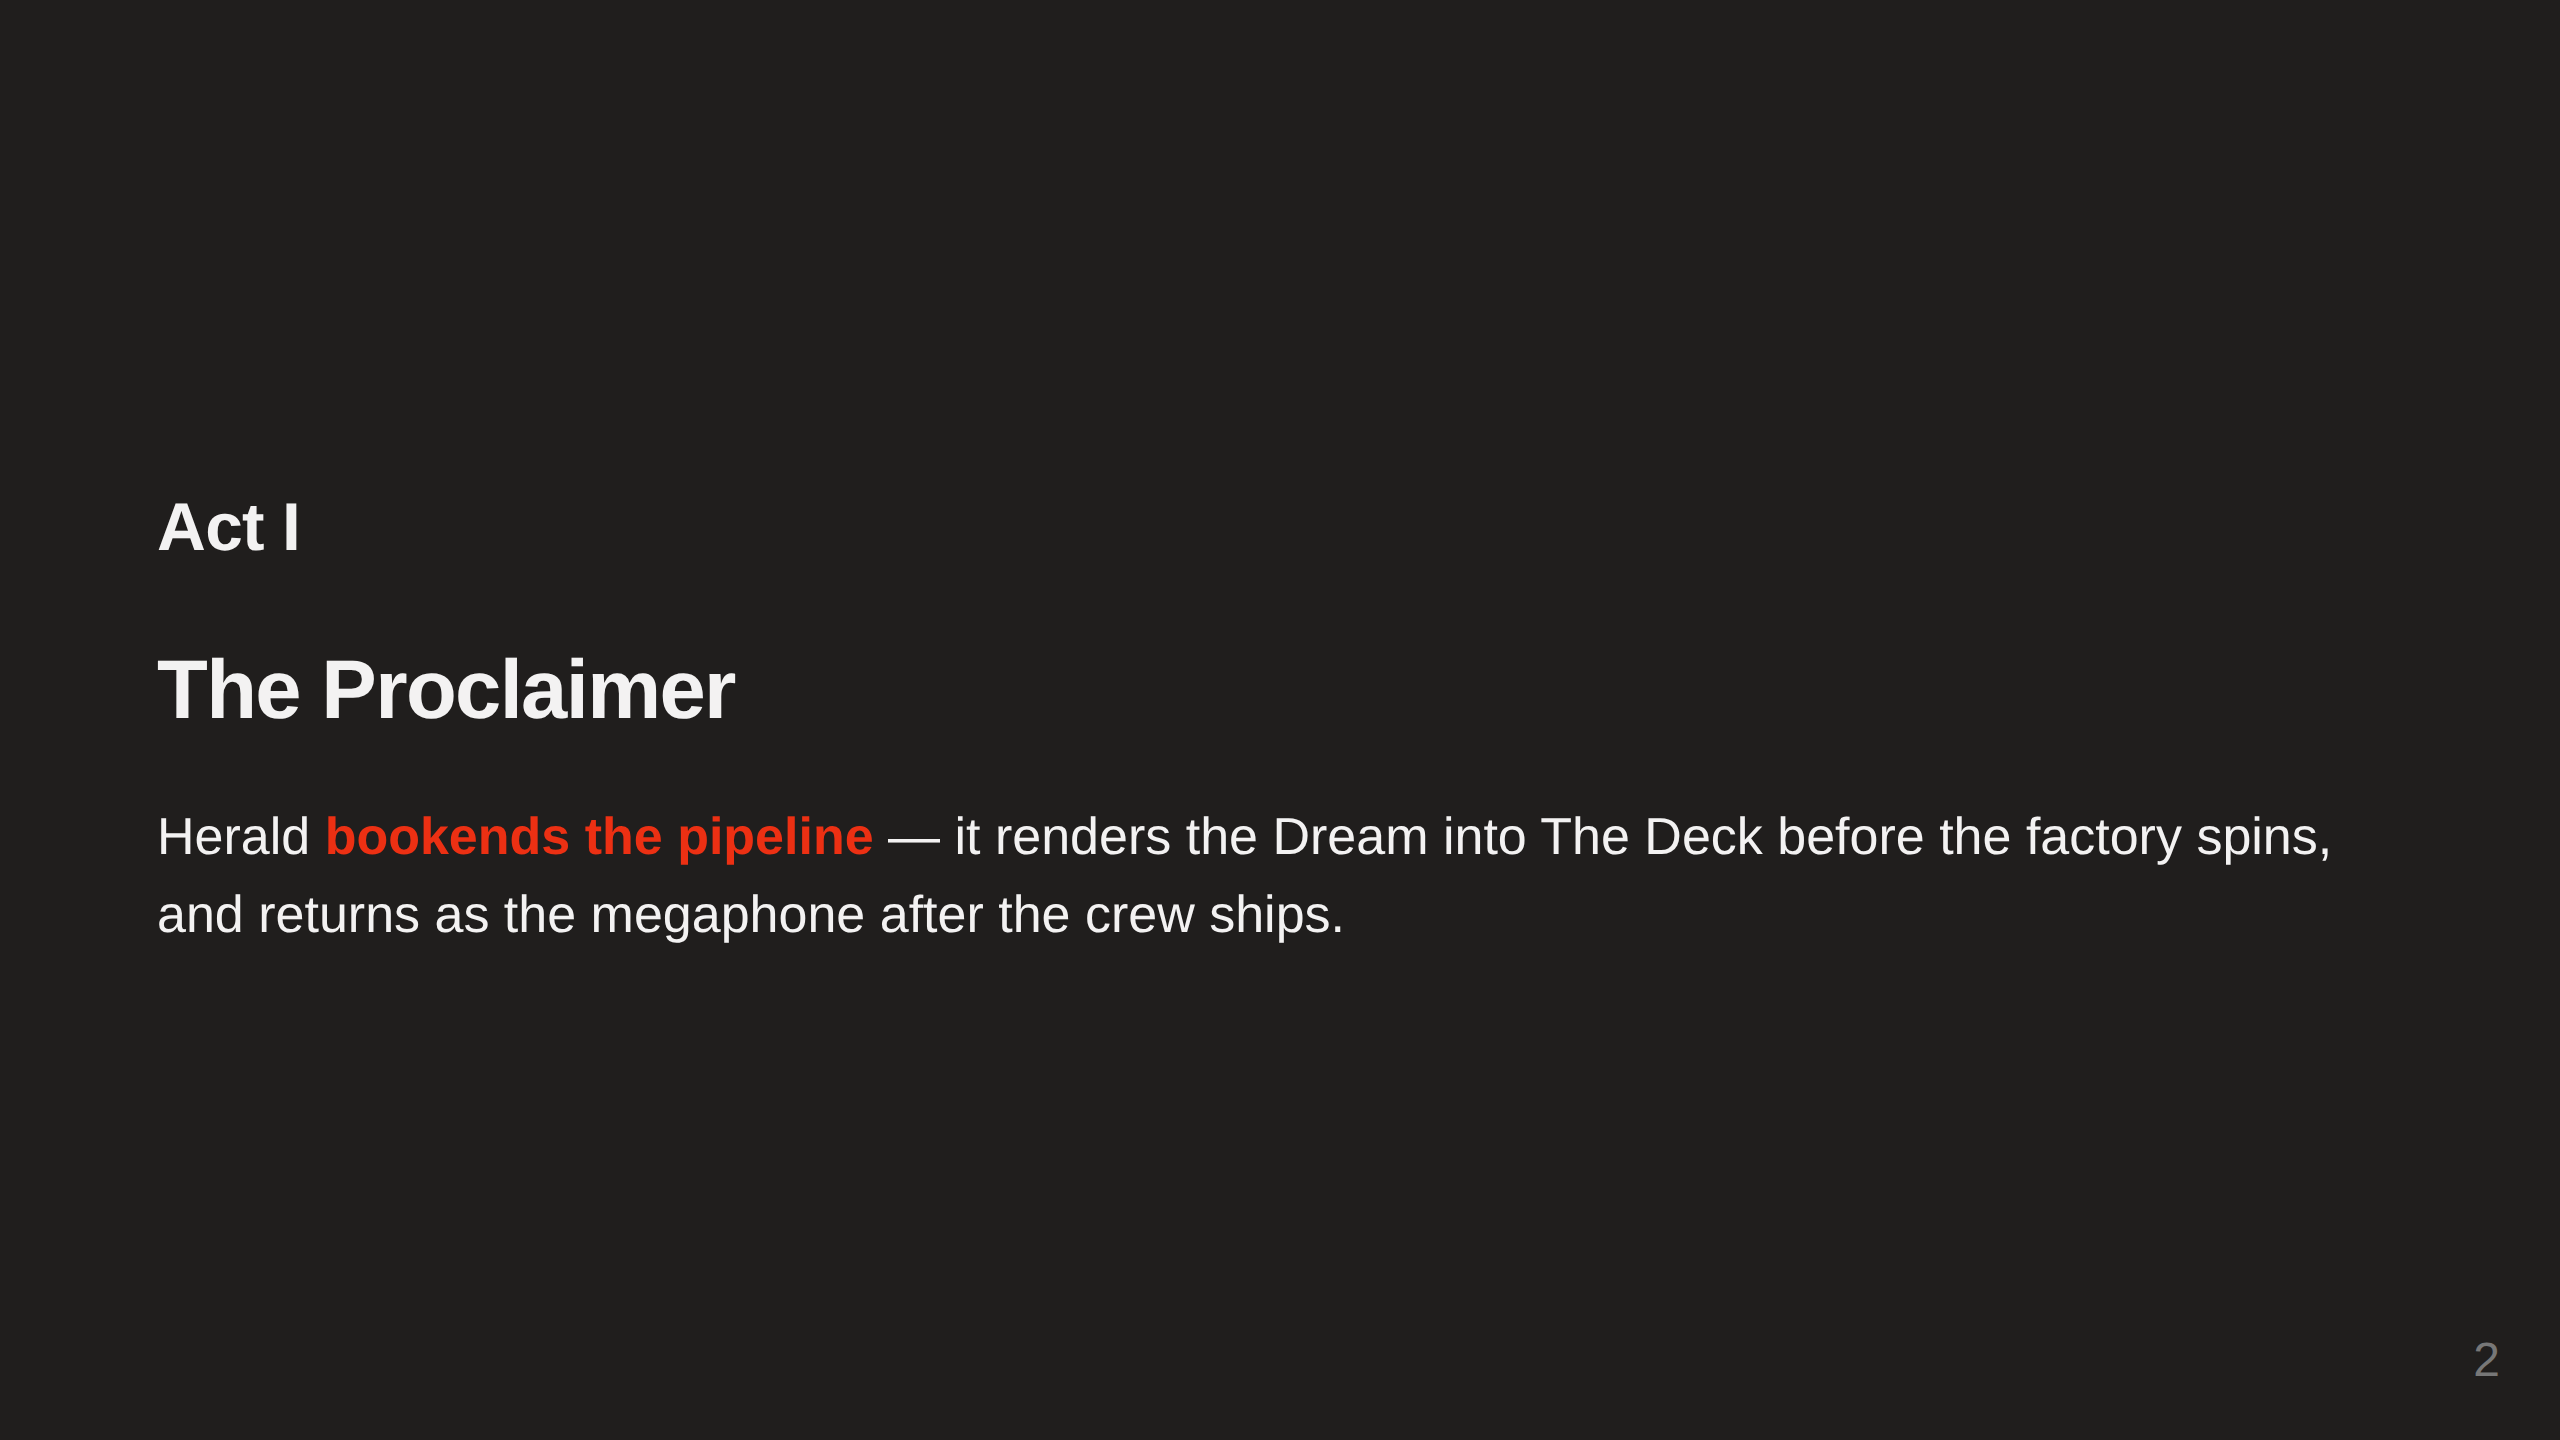 Act I
The Proclaimer
Herald bookends the pipeline — it renders the Dream into The Deck before the factory spins,
and returns as the megaphone after the crew ships.
2